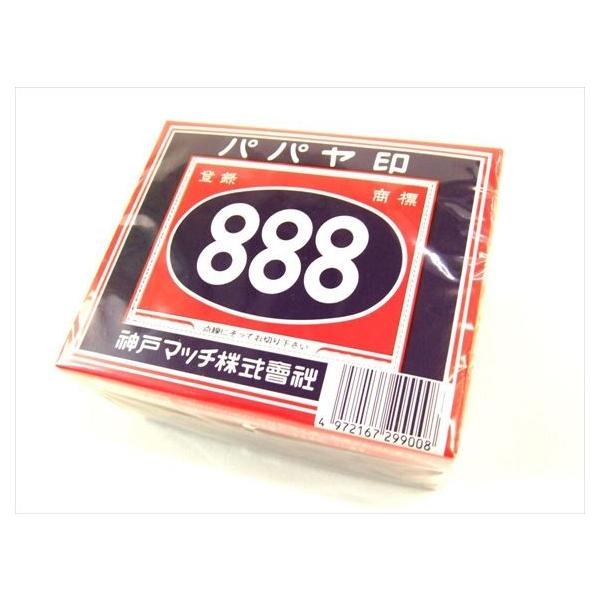 パパヤ印
登録 商標
888
点線にそってお切り下さい
神戸マッチ株式會社
4 972167 299008